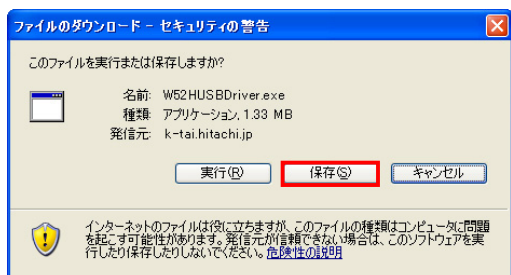 ファイルのダウンロード - セキュリティの警告
このファイルを実行または保存しますか?
名前: W52HUSBDriver.exe
種類: アプリケーション, 1.33 MB
発信元: k-tai.hitachi.jp
実行(R) 保存(S) キャンセル
インターネットのファイルは役に立ちますが、このファイルの種類はコンピュータに問題
を起こす可能性があります。発信元が信頼できない場合は、このソフトウェアを実
行したり保存したりしないでください。危険性の説明